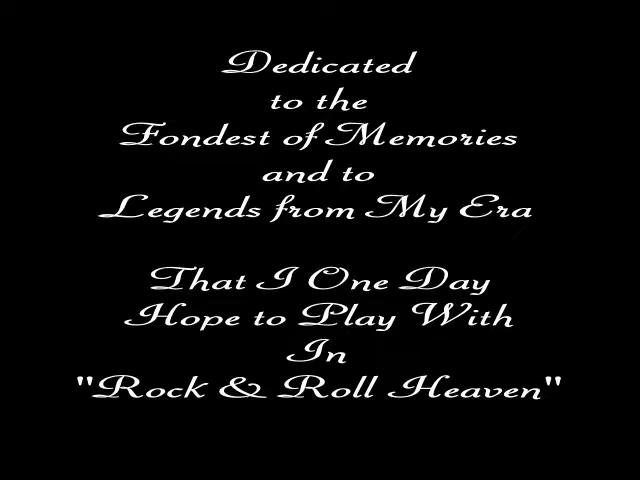 Dedicated
to the
Fondest of Memories
and to
Legends from My Era
That I One Day
Hope to Play With
In
"Rock & Roll Heaven"